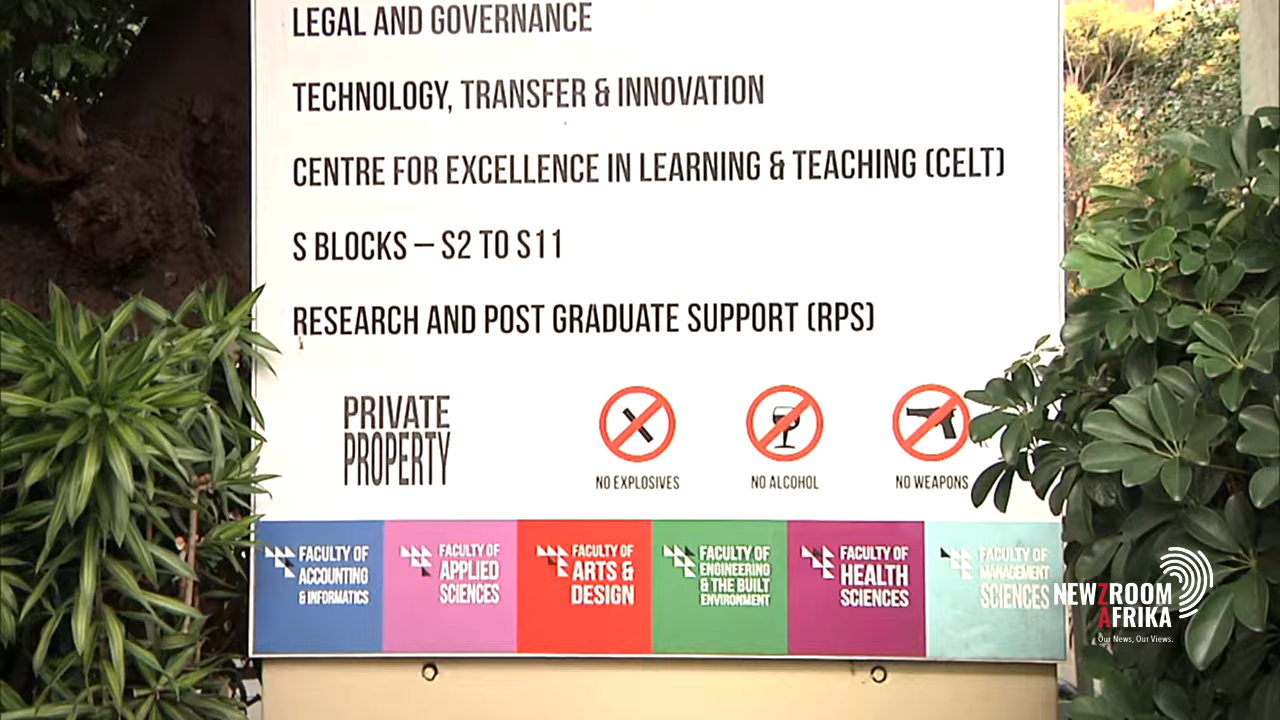 LEGAL AND GOVERNANCE
TECHNOLOGY, TRANSFER & INNOVATION
CENTRE FOR EXCELLENCE IN LEARNING & TEACHING (CELT)
S BLOCKS – S2 TO S11
RESEARCH AND POST GRADUATE SUPPORT (RPS)
PRIVATE
PROPERTY
NO EXPLOSIVES
NO ALCOHOL
NO WEAPONS
FACULTY OF
ACCOUNTING
& INFORMATICS
FACULTY OF
APPLIED
SCIENCES
FACULTY OF
ARTS &
DESIGN
FACULTY OF
ENGINEERING
& THE BUILT
ENVIRONMENT
FACULTY OF
HEALTH
SCIENCES
FACULTY OF
MANAGEMENT
SCIENCES
NEWZROOM
AFRIKA
Our News, Our Views.